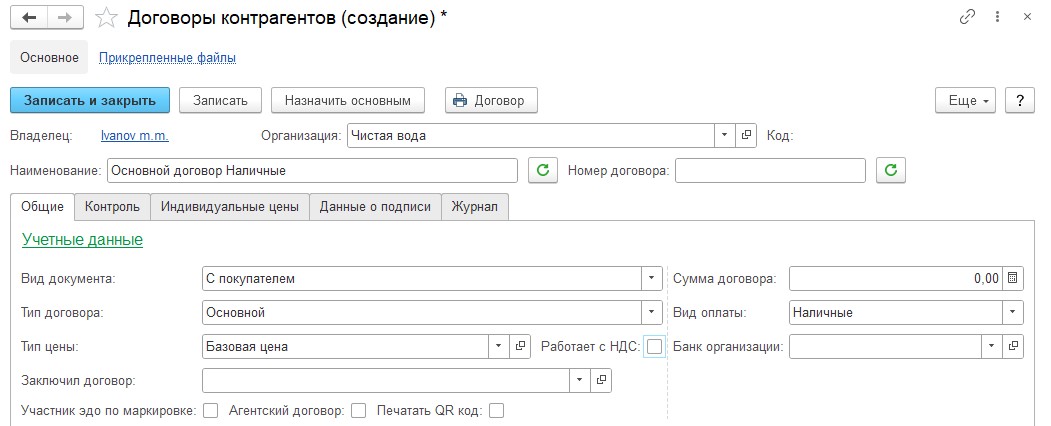 Договоры контрагентов (создание) *
Основное Прикрепленные файлы
Записать и закрыть Записать Назначить основным Договор Еще ?
Владелец: Ivanov m.m. Организация: Чистая вода Код:
Наименование: Основной договор Наличные Номер договора:
Общие Контроль Индивидуальные цены Данные о подписи Журнал
Учетные данные
Вид документа: С покупателем Сумма договора: 0,00
Тип договора: Основной Вид оплаты: Наличные
Тип цены: Базовая цена Работает с НДС: Банк организации:
Заключил договор:
Участник эдо по маркировке: Агентский договор: Печатать QR код: